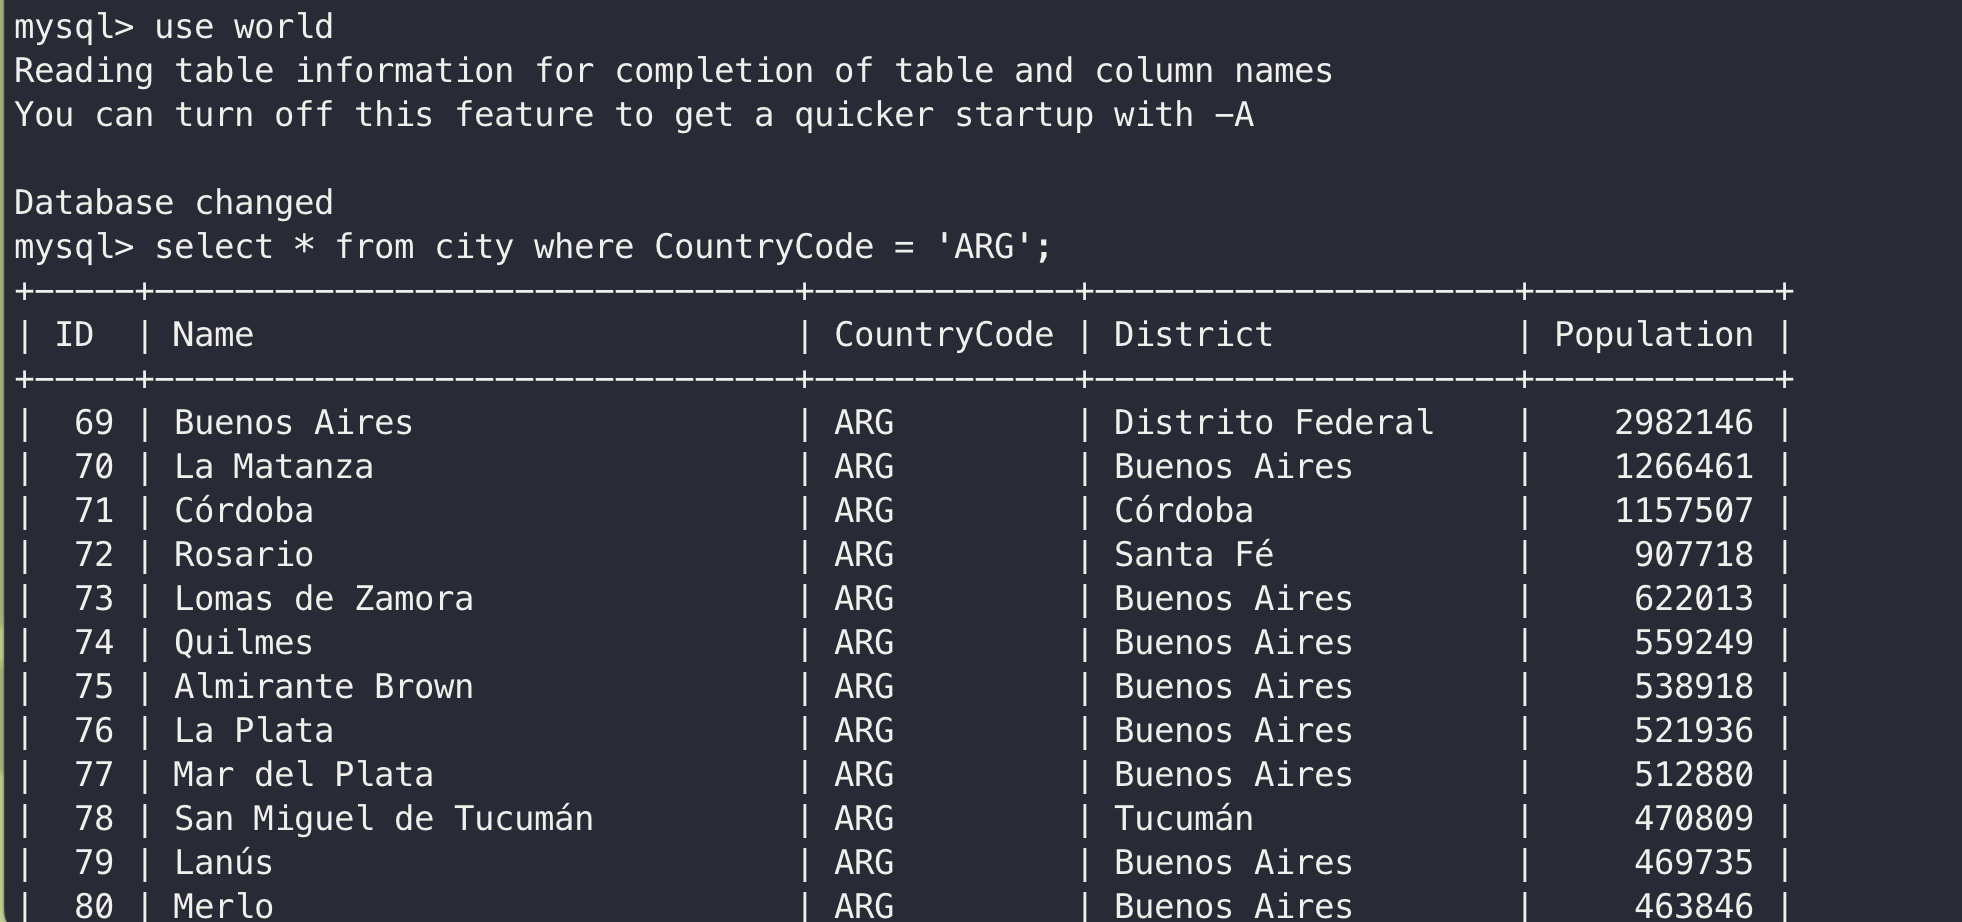 mysql> use world
Reading table information for completion of table and column names
You can turn off this feature to get a quicker startup with -A

Database changed
mysql> select * from city where CountryCode = 'ARG';
+-----+--------------------------------+-------------+---------------------+------------+
| ID  | Name                           | CountryCode | District            | Population |
+-----+--------------------------------+-------------+---------------------+------------+
|  69 | Buenos Aires                   | ARG         | Distrito Federal    |    2982146 |
|  70 | La Matanza                     | ARG         | Buenos Aires        |    1266461 |
|  71 | Córdoba                        | ARG         | Córdoba             |    1157507 |
|  72 | Rosario                        | ARG         | Santa Fé            |     907718 |
|  73 | Lomas de Zamora                | ARG         | Buenos Aires        |     622013 |
|  74 | Quilmes                        | ARG         | Buenos Aires        |     559249 |
|  75 | Almirante Brown                | ARG         | Buenos Aires        |     538918 |
|  76 | La Plata                       | ARG         | Buenos Aires        |     521936 |
|  77 | Mar del Plata                  | ARG         | Buenos Aires        |     512880 |
|  78 | San Miguel de Tucumán          | ARG         | Tucumán             |     470809 |
|  79 | Lanús                          | ARG         | Buenos Aires        |     469735 |
|  80 | Merlo                          | ARG         | Buenos Aires        |     463846 |